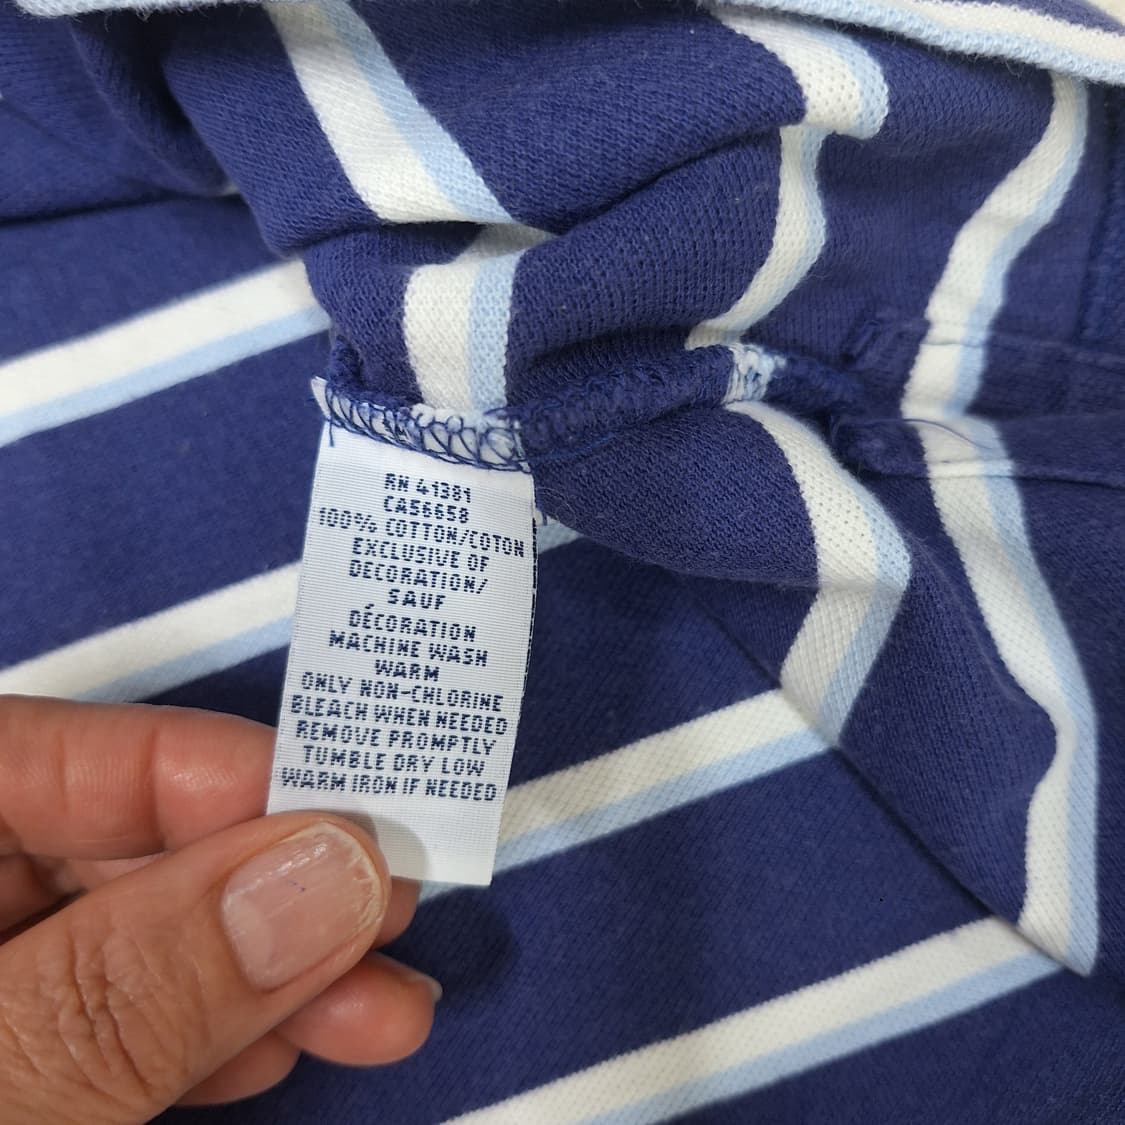 RN 41381
CA56658
100% COTTON/COTON
EXCLUSIVE OF
DECORATION/
SAUF
DÉCORATION
MACHINE WASH
WARM
ONLY NON-CHLORINE
BLEACH WHEN NEEDED
REMOVE PROMPTLY
TUMBLE DRY LOW
WARM IRON IF NEEDED